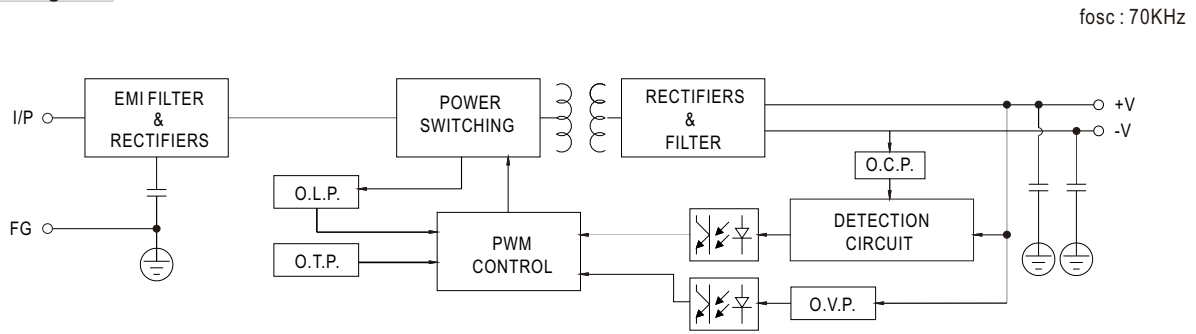 fosc : 70KHz
I/P
EMI FILTER
&
RECTIFIERS
POWER
SWITCHING
RECTIFIERS
&
FILTER
+V
-V
O.C.P.
O.L.P.
FG
DETECTION
CIRCUIT
PWM
CONTROL
O.T.P.
O.V.P.